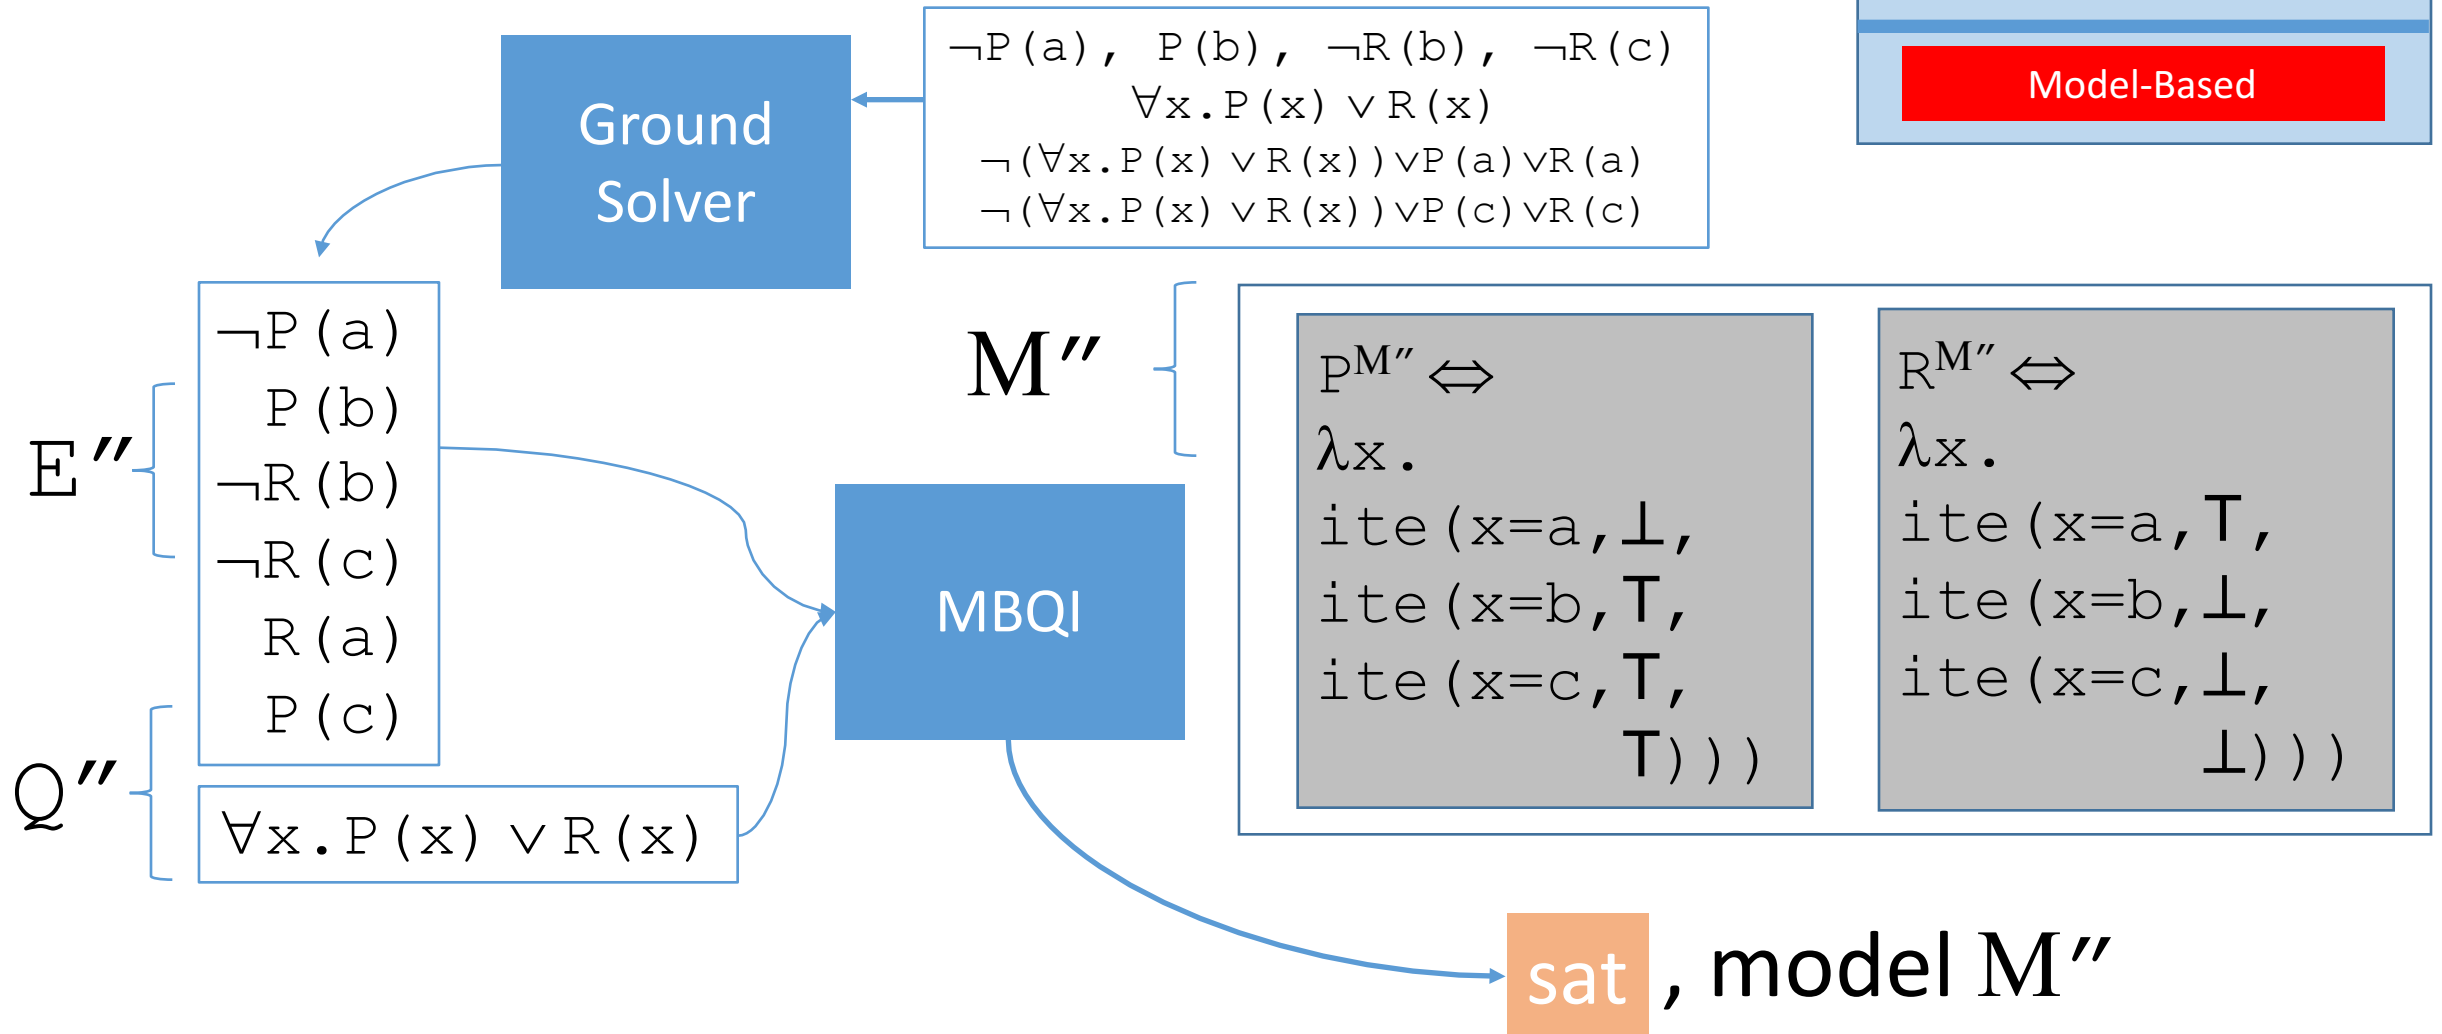 ¬P(a), P(b), ¬R(b), ¬R(c)
∀x.P(x) ∨ R(x)
¬(∀x.P(x) ∨ R(x))∨P(a)∨R(a)
¬(∀x.P(x) ∨ R(x))∨P(c)∨R(c)
Model-Based
Ground
Solver
E″
¬P(a)
P(b)
¬R(b)
¬R(c)
R(a)
P(c)
Q″
∀x.P(x) ∨ R(x)
MBQI
M″
P^M″ ⇔
λx.
ite(x=a,⊥,
ite(x=b,⊤,
ite(x=c,⊤,
⊤)))
R^M″ ⇔
λx.
ite(x=a,⊤,
ite(x=b,⊥,
ite(x=c,⊥,
⊥)))
sat , model M″